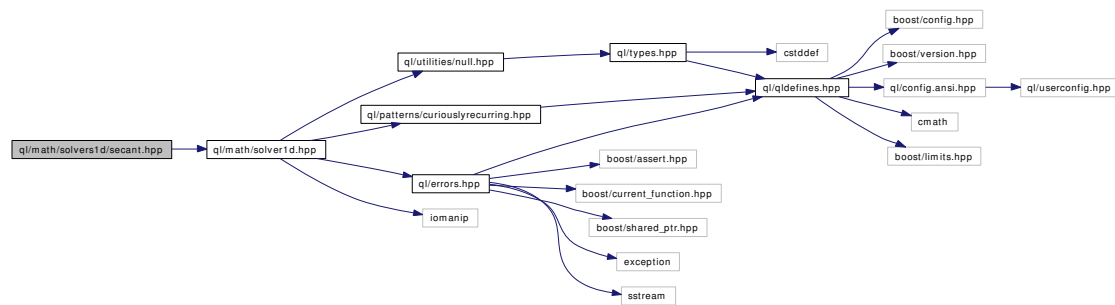 boost/config.hpp
ql/utilities/null.hpp
ql/types.hpp
cstddef
boost/version.hpp
ql/qldefines.hpp
ql/config.ansi.hpp
ql/userconfig.hpp
ql/patterns/curiouslyrecurring.hpp
cmath
ql/math/solvers1d/secant.hpp
ql/math/solver1d.hpp
boost/assert.hpp
boost/limits.hpp
ql/errors.hpp
boost/current_function.hpp
iomanip
boost/shared_ptr.hpp
exception
sstream